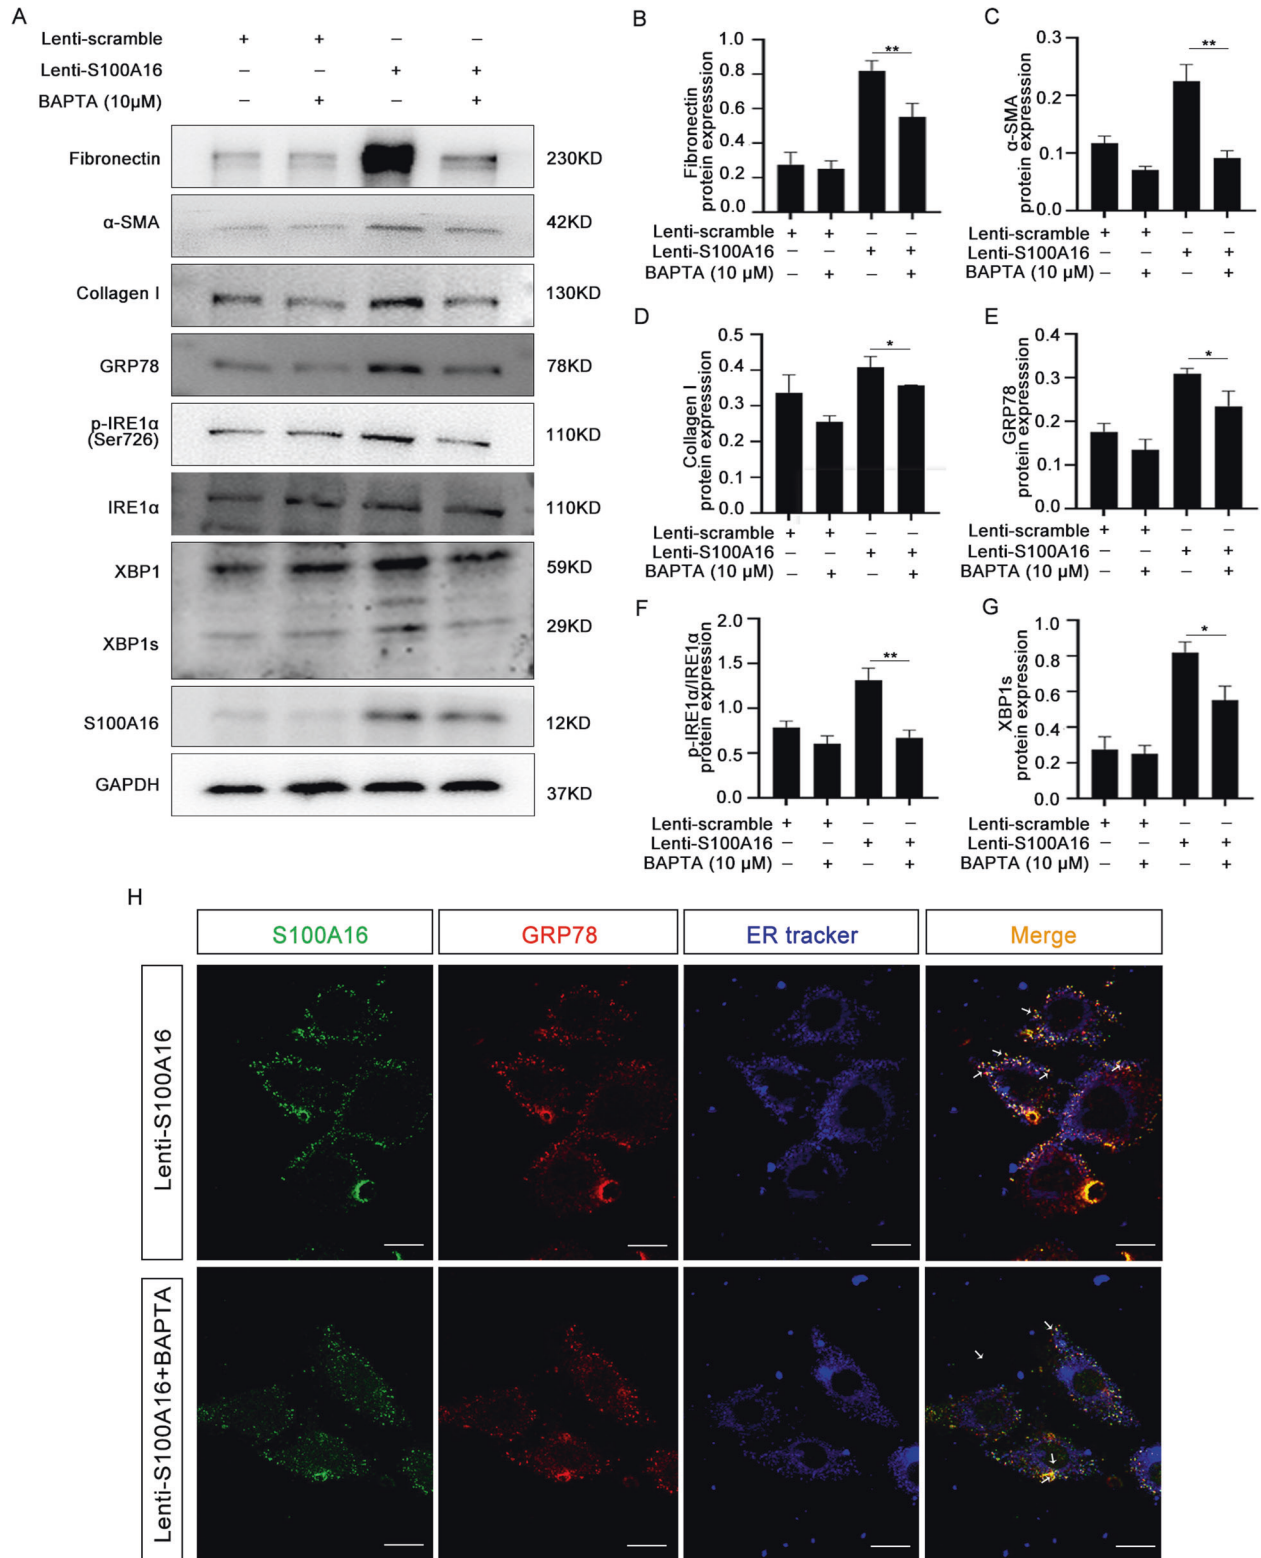 A
Lenti-scramble + + – –
Lenti-S100A16 – – + +
BAPTA (10μM) – + – +
Fibronectin 230KD
α-SMA 42KD
Collagen I 130KD
GRP78 78KD
p-IRE1α
(Ser726)
110KD
IRE1α 110KD
XBP1 59KD
29KD
XBP1s
S100A16 12KD
GAPDH
37KD
B
Fibronectin
protein expresssion
1.0
0.8
0.6
0.4
0.2
0.0
**
Lenti-scramble + + – –
Lenti-S100A16 – – + +
BAPTA (10 μM) – + – +
C
α-SMA
protein expresssion
0.3
0.2
0.1
0.0
**
Lenti-scramble + + – –
Lenti-S100A16 – – + +
BAPTA (10 μM) – + – +
D
Collagen I
protein expresssion
0.5
0.4
0.3
0.2
0.1
0.0
*
Lenti-scramble + + – –
Lenti-S100A16 – – + +
BAPTA (10 μM) – + – +
E
GRP78
protein expresssion
0.4
0.3
0.2
0.1
0.0
*
Lenti-scramble + + – –
Lenti-S100A16 – – + +
BAPTA (10 μM) – + – +
F
p-IRE1α/IRE1α
protein expression
2.0
1.5
1.0
0.5
0.0
**
Lenti-scramble + + – –
Lenti-S100A16 – – + +
BAPTA (10 μM) – + – +
G
XBP1s
protein expression
1.0
0.8
0.6
0.4
0.2
0.0
*
Lenti-scramble + + – –
Lenti-S100A16 – – + +
BAPTA (10 μM) – + – +
H
S100A16 GRP78 ER tracker Merge
Lenti-S100A16
Lenti-S100A16+BAPTA